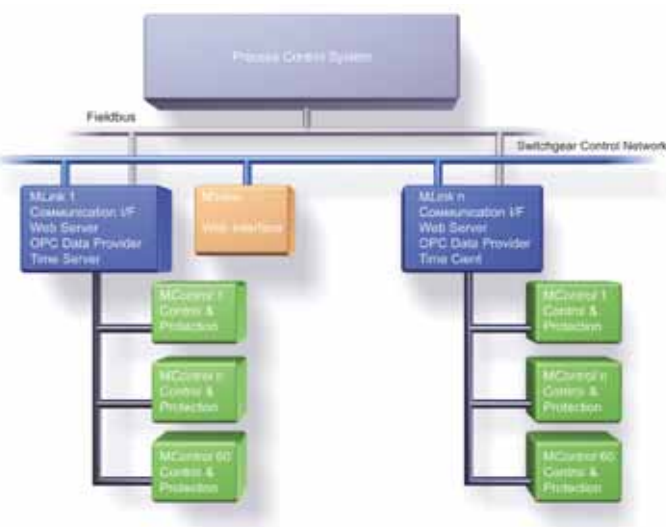 Process Control System
Fieldbus
Switchgear Control Network
MLink 1
Communication I/F
Web Server
OPC Data Provider
Time Server
Web Interface
MLink n
Communication I/F
Web Server
OPC Data Provider
Time Cient
MControl 1
Control &
Protection
MControl n
Control &
Protection
MControl 60
Control &
Protection
MControl 1
Control &
Protection
MControl n
Control &
Protection
MControl 60
Control &
Protection